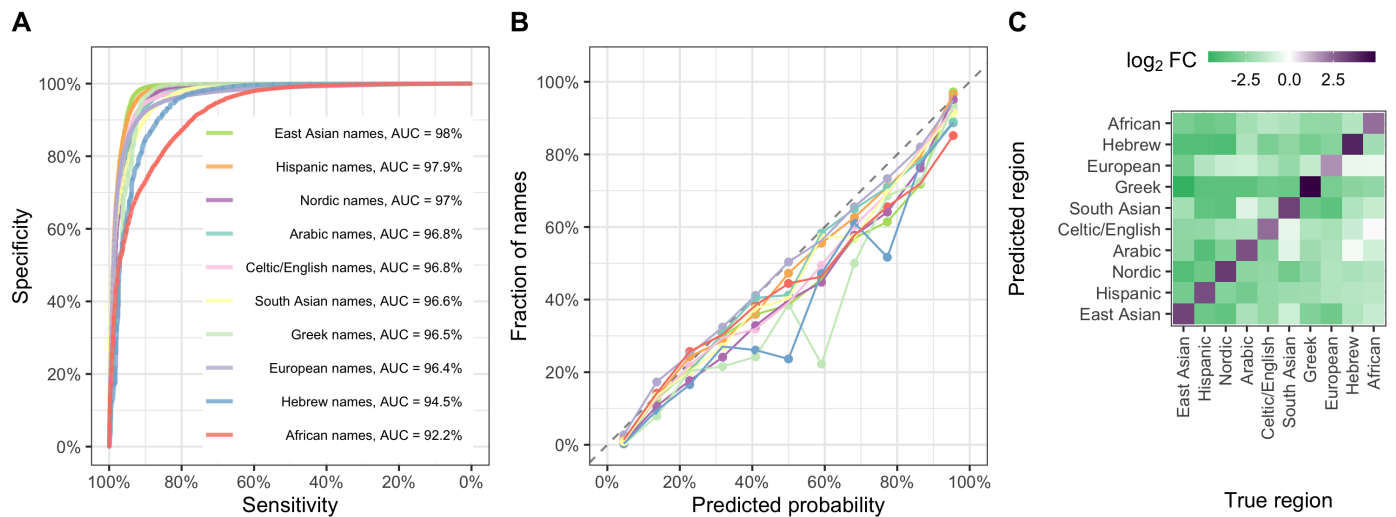 A
Specificity
100%
80%
60%
40%
20%
0%
East Asian names, AUC = 98%
Hispanic names, AUC = 97.9%
Nordic names, AUC = 97%
Arabic names, AUC = 96.8%
Celtic/English names, AUC = 96.8%
South Asian names, AUC = 96.6%
Greek names, AUC = 96.5%
European names, AUC = 96.4%
Hebrew names, AUC = 94.5%
African names, AUC = 92.2%
100% 80% 60% 40% 20% 0%
Sensitivity
B
Fraction of names
100%
80%
60%
40%
20%
0%
0% 20% 40% 60% 80% 100%
Predicted probability
C
log₂ FC
-2.5 0.0 2.5
Predicted region
African
Hebrew
European
Greek
South Asian
Celtic/English
Arabic
Nordic
Hispanic
East Asian
East Asian
Hispanic
Nordic
Arabic
Celtic/English
South Asian
Greek
European
Hebrew
African
True region